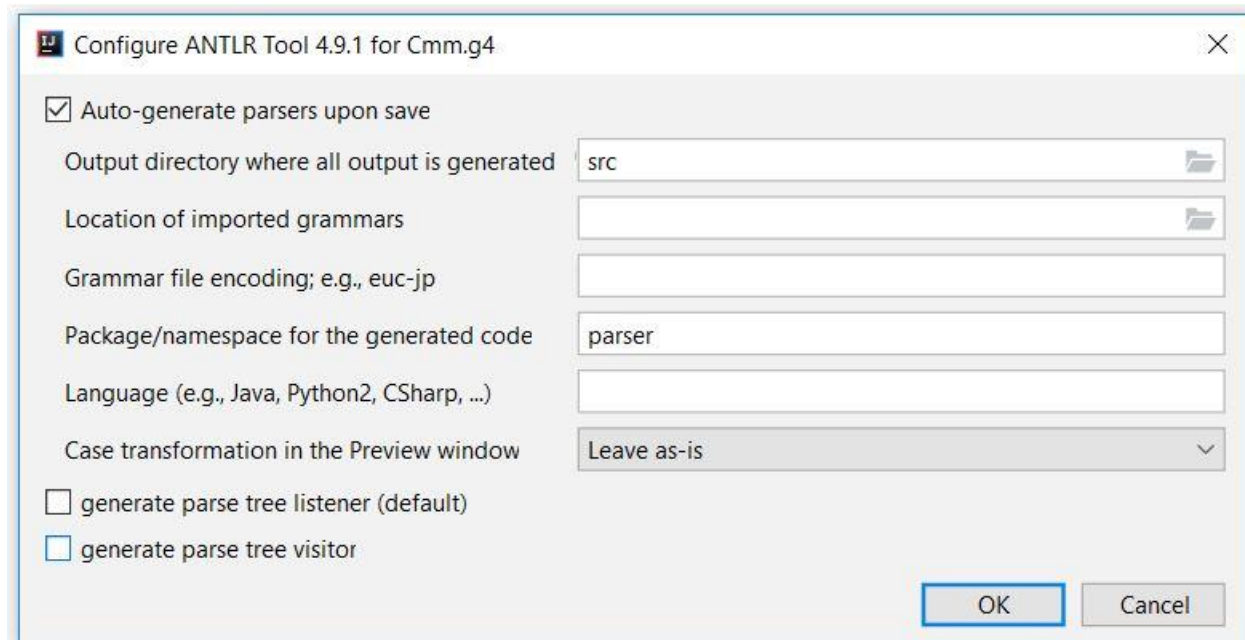 Configure ANTLR Tool 4.9.1 for Cmm.g4
Auto-generate parsers upon save
Output directory where all output is generated src
Location of imported grammars
Grammar file encoding; e.g., euc-jp
Package/namespace for the generated code parser
Language (e.g., Java, Python2, CSharp, ...)
Case transformation in the Preview window Leave as-is
generate parse tree listener (default)
generate parse tree visitor
OK Cancel